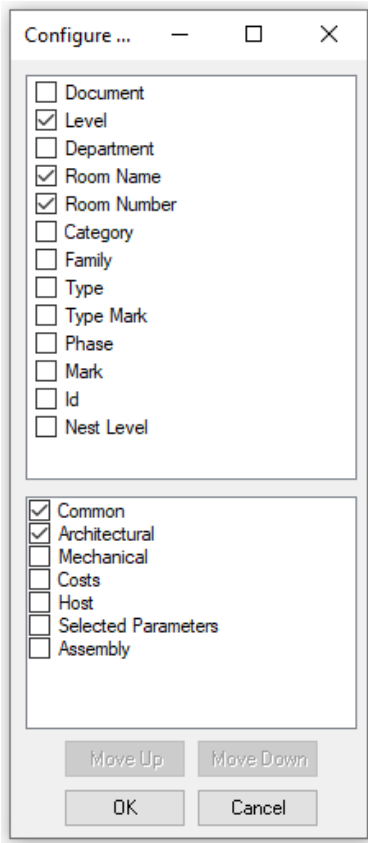 Configure ...
Document
Level
Department
Room Name
Room Number
Category
Family
Type
Type Mark
Phase
Mark
Id
Nest Level
Common
Architectural
Mechanical
Costs
Host
Selected Parameters
Assembly
Move Up Move Down
OK Cancel